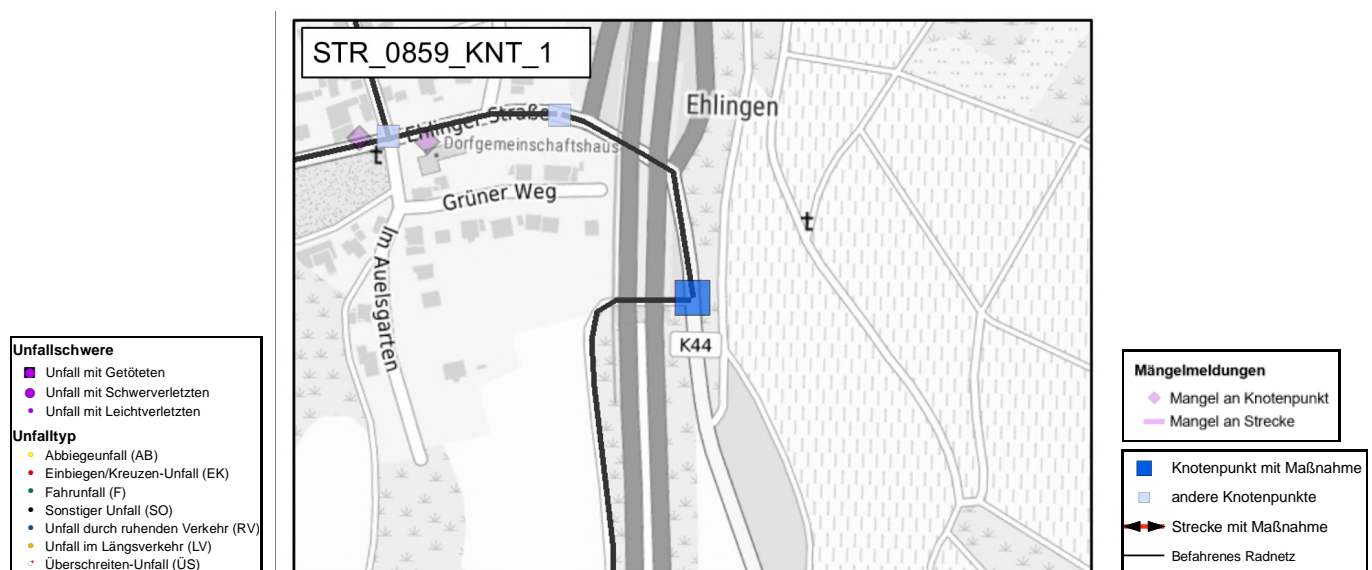 STR_0859_KNT_1
Ehlingen
Ehlinger Straße
Dorfgemeinschaftshaus
Grüner Weg
Im Auelsgarten
K44
Unfallschwere
Unfall mit Getöteten
Unfall mit Schwerverletzten
Unfall mit Leichtverletzten
Unfalltyp
Abbiegeunfall (AB)
Einbiegen/Kreuzen-Unfall (EK)
Fahrunfall (F)
Sonstiger Unfall (SO)
Unfall durch ruhenden Verkehr (RV)
Unfall im Längsverkehr (LV)
Überschreiten-Unfall (ÜS)
Mängelmeldungen
Mangel an Knotenpunkt
Mangel an Strecke
Knotenpunkt mit Maßnahme
andere Knotenpunkte
Strecke mit Maßnahme
Befahrenes Radnetz